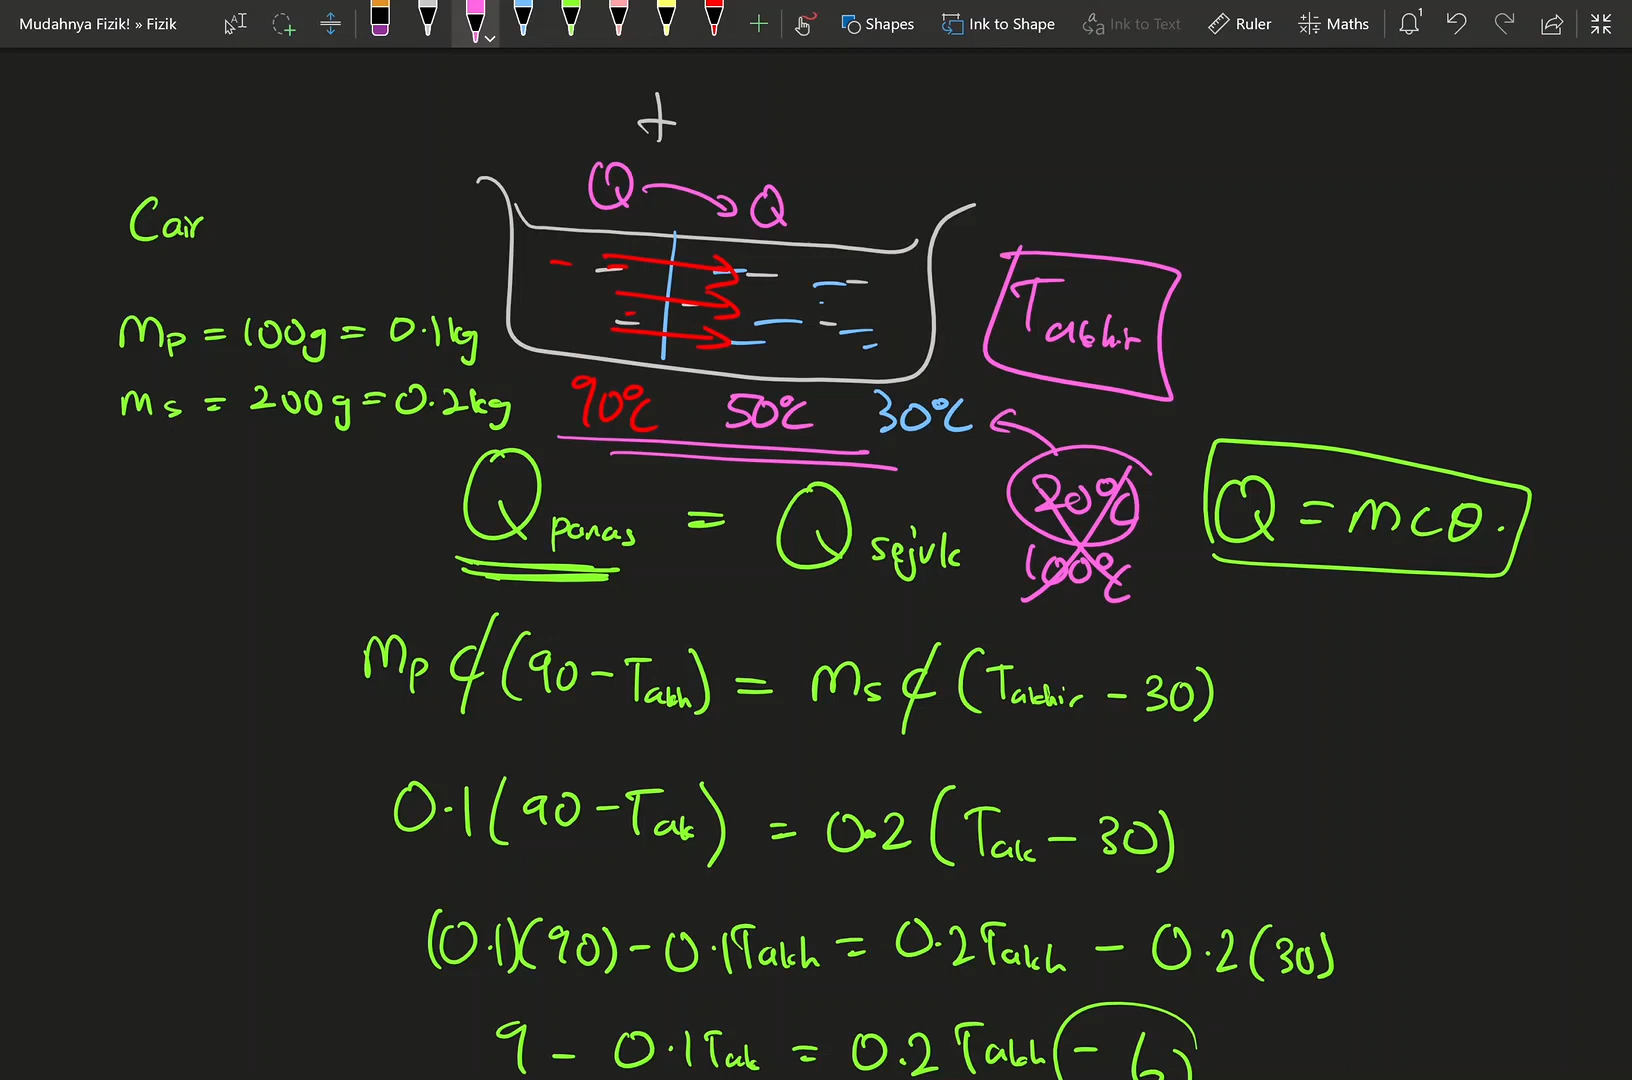 Mudahnya Fizik! » Fizik
Shapes
Ink to Shape
Ink to Text
Ruler
Maths
1
+
Q → Q
Cair
Takhir
mp = 100g = 0.1kg
ms = 200g = 0.2kg
90°C 50°C 30°C
20°C
100°C
Q panas = Q sejuk
Q = mcθ.
mp c (90 - Takh) = ms c (Takhir - 30)
0.1 (90 - Tak) = 0.2 (Tak - 30)
(0.1)(90) - 0.1Takh = 0.2Takh - 0.2(30)
9 - 0.1Tak = 0.2Takh - 6